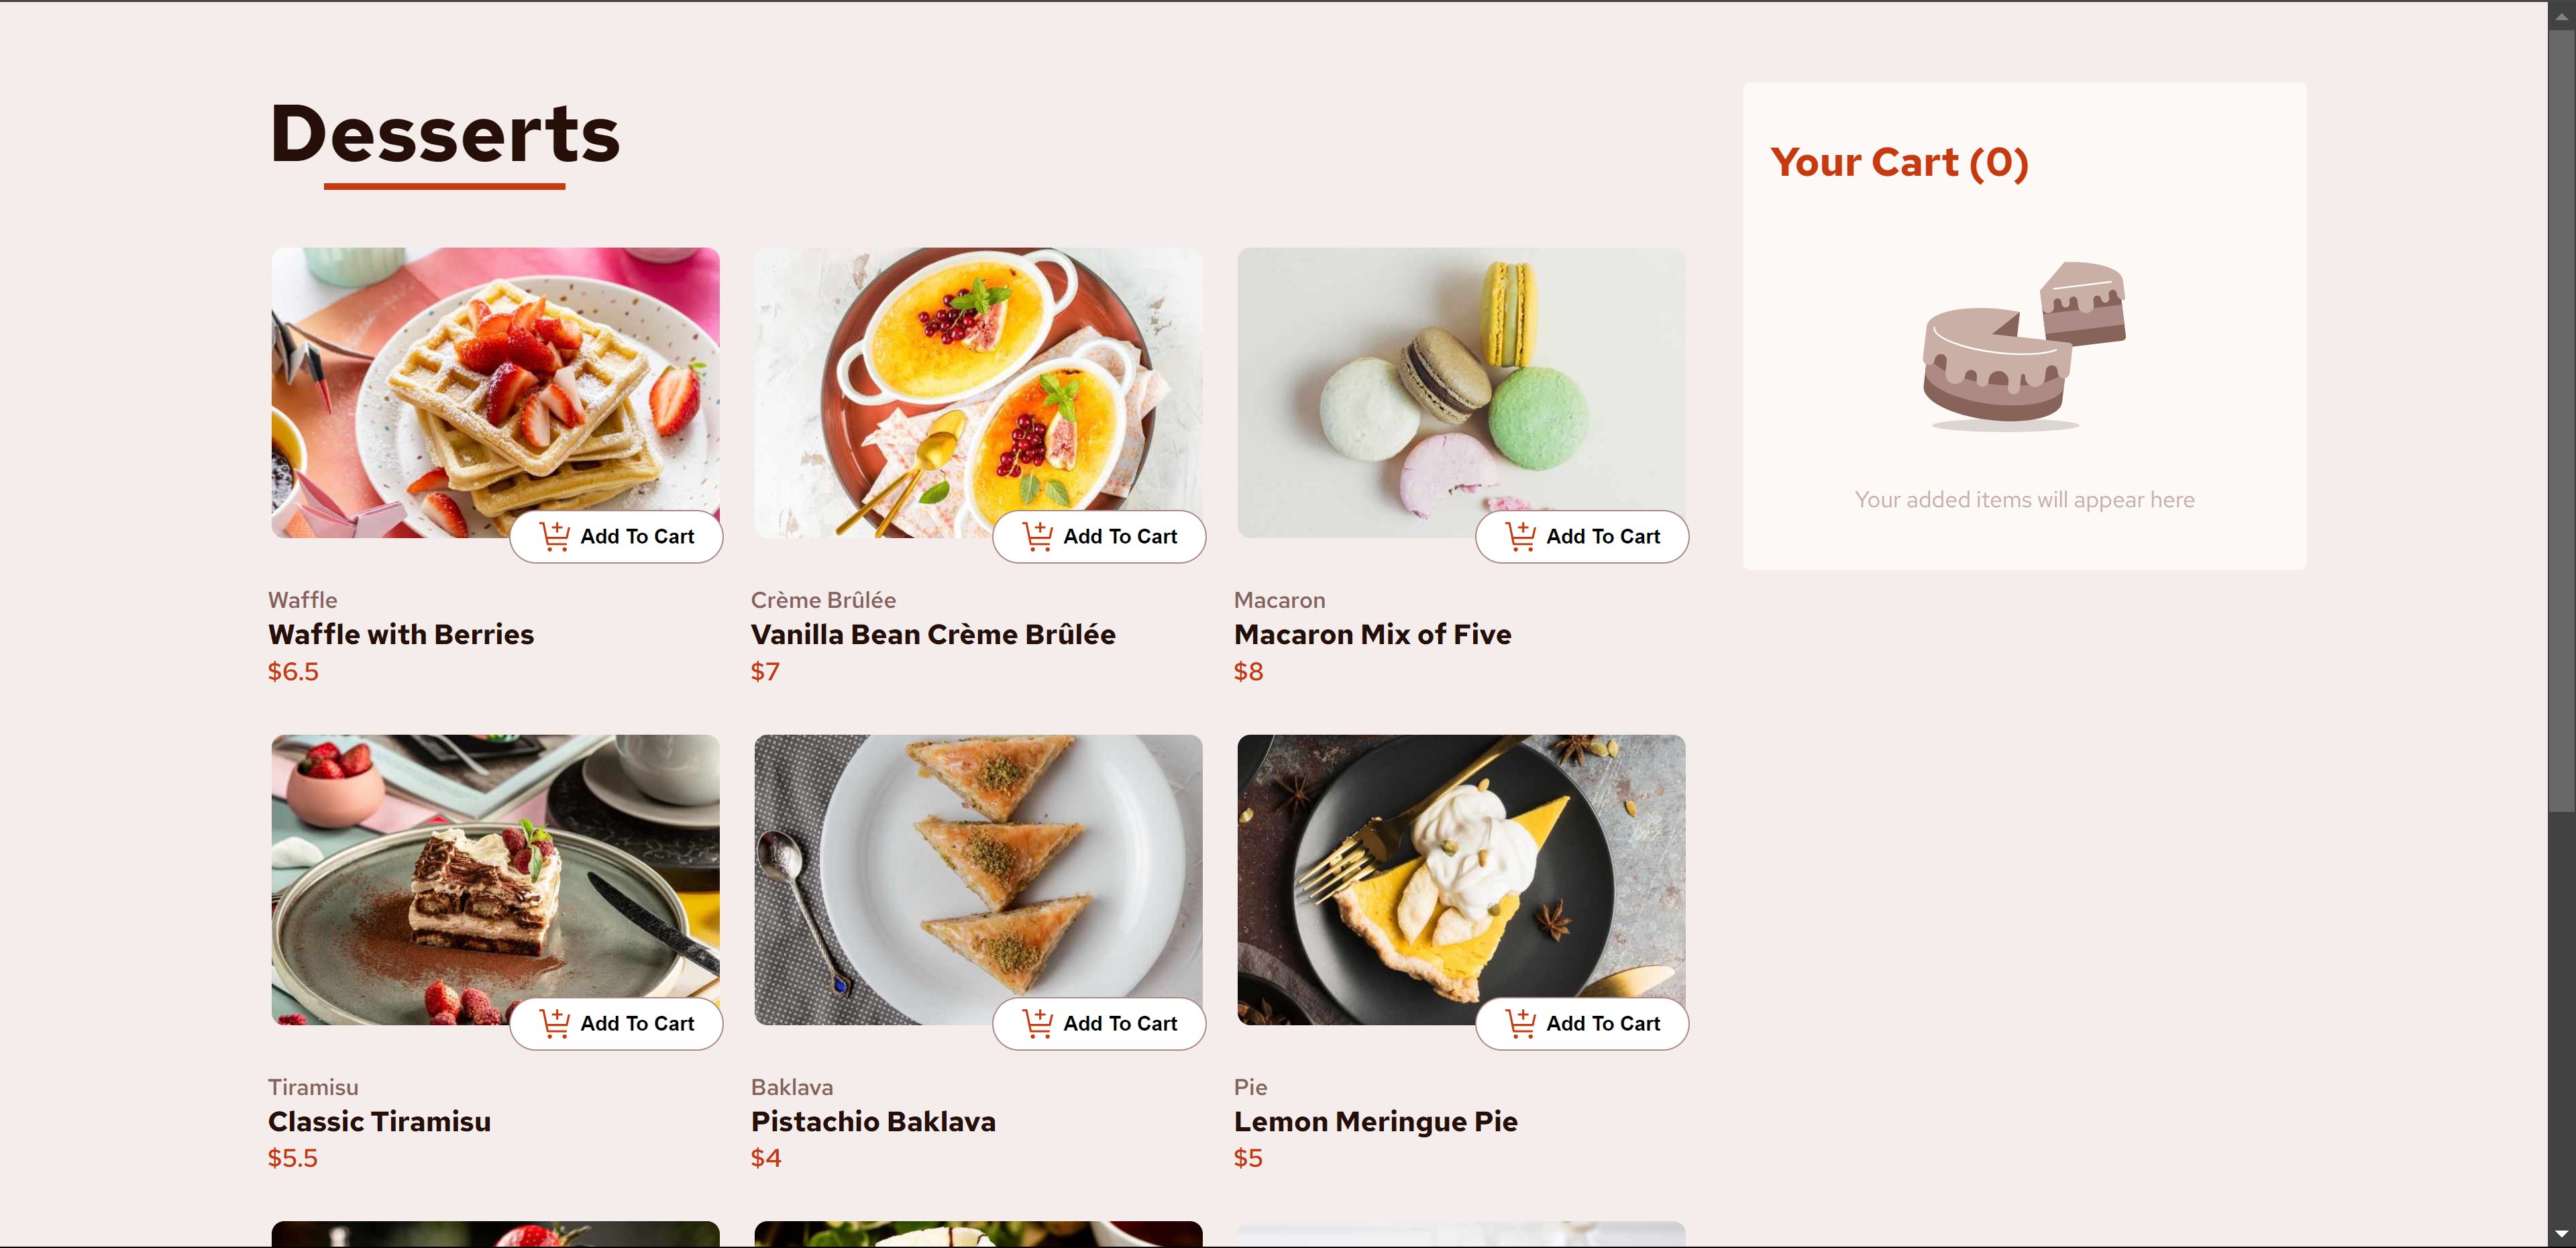 Desserts
Your Cart (0)
Your added items will appear here
Add To Cart
Add To Cart
Add To Cart
Waffle
Waffle with Berries
$6.5
Crème Brûlée
Vanilla Bean Crème Brûlée
$7
Macaron
Macaron Mix of Five
$8
Add To Cart
Add To Cart
Add To Cart
Tiramisu
Classic Tiramisu
$5.5
Baklava
Pistachio Baklava
$4
Pie
Lemon Meringue Pie
$5